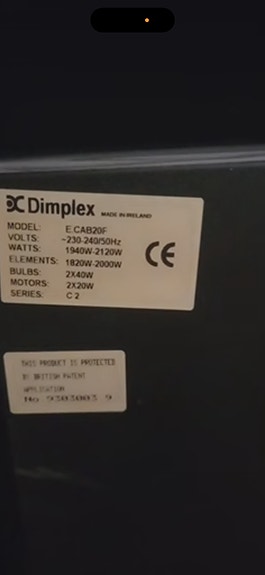 Dimplex MADE IN IRELAND
MODEL: E.CAB20F
VOLTS: ~230-240/50Hz
WATTS: 1940W-2120W
ELEMENTS: 1820W-2000W
BULBS: 2X40W
MOTORS: 2X20W
SERIES: C 2
CE
THIS PRODUCT IS PROTECTED
BY BRITISH PATENT
APPLICATION
No.